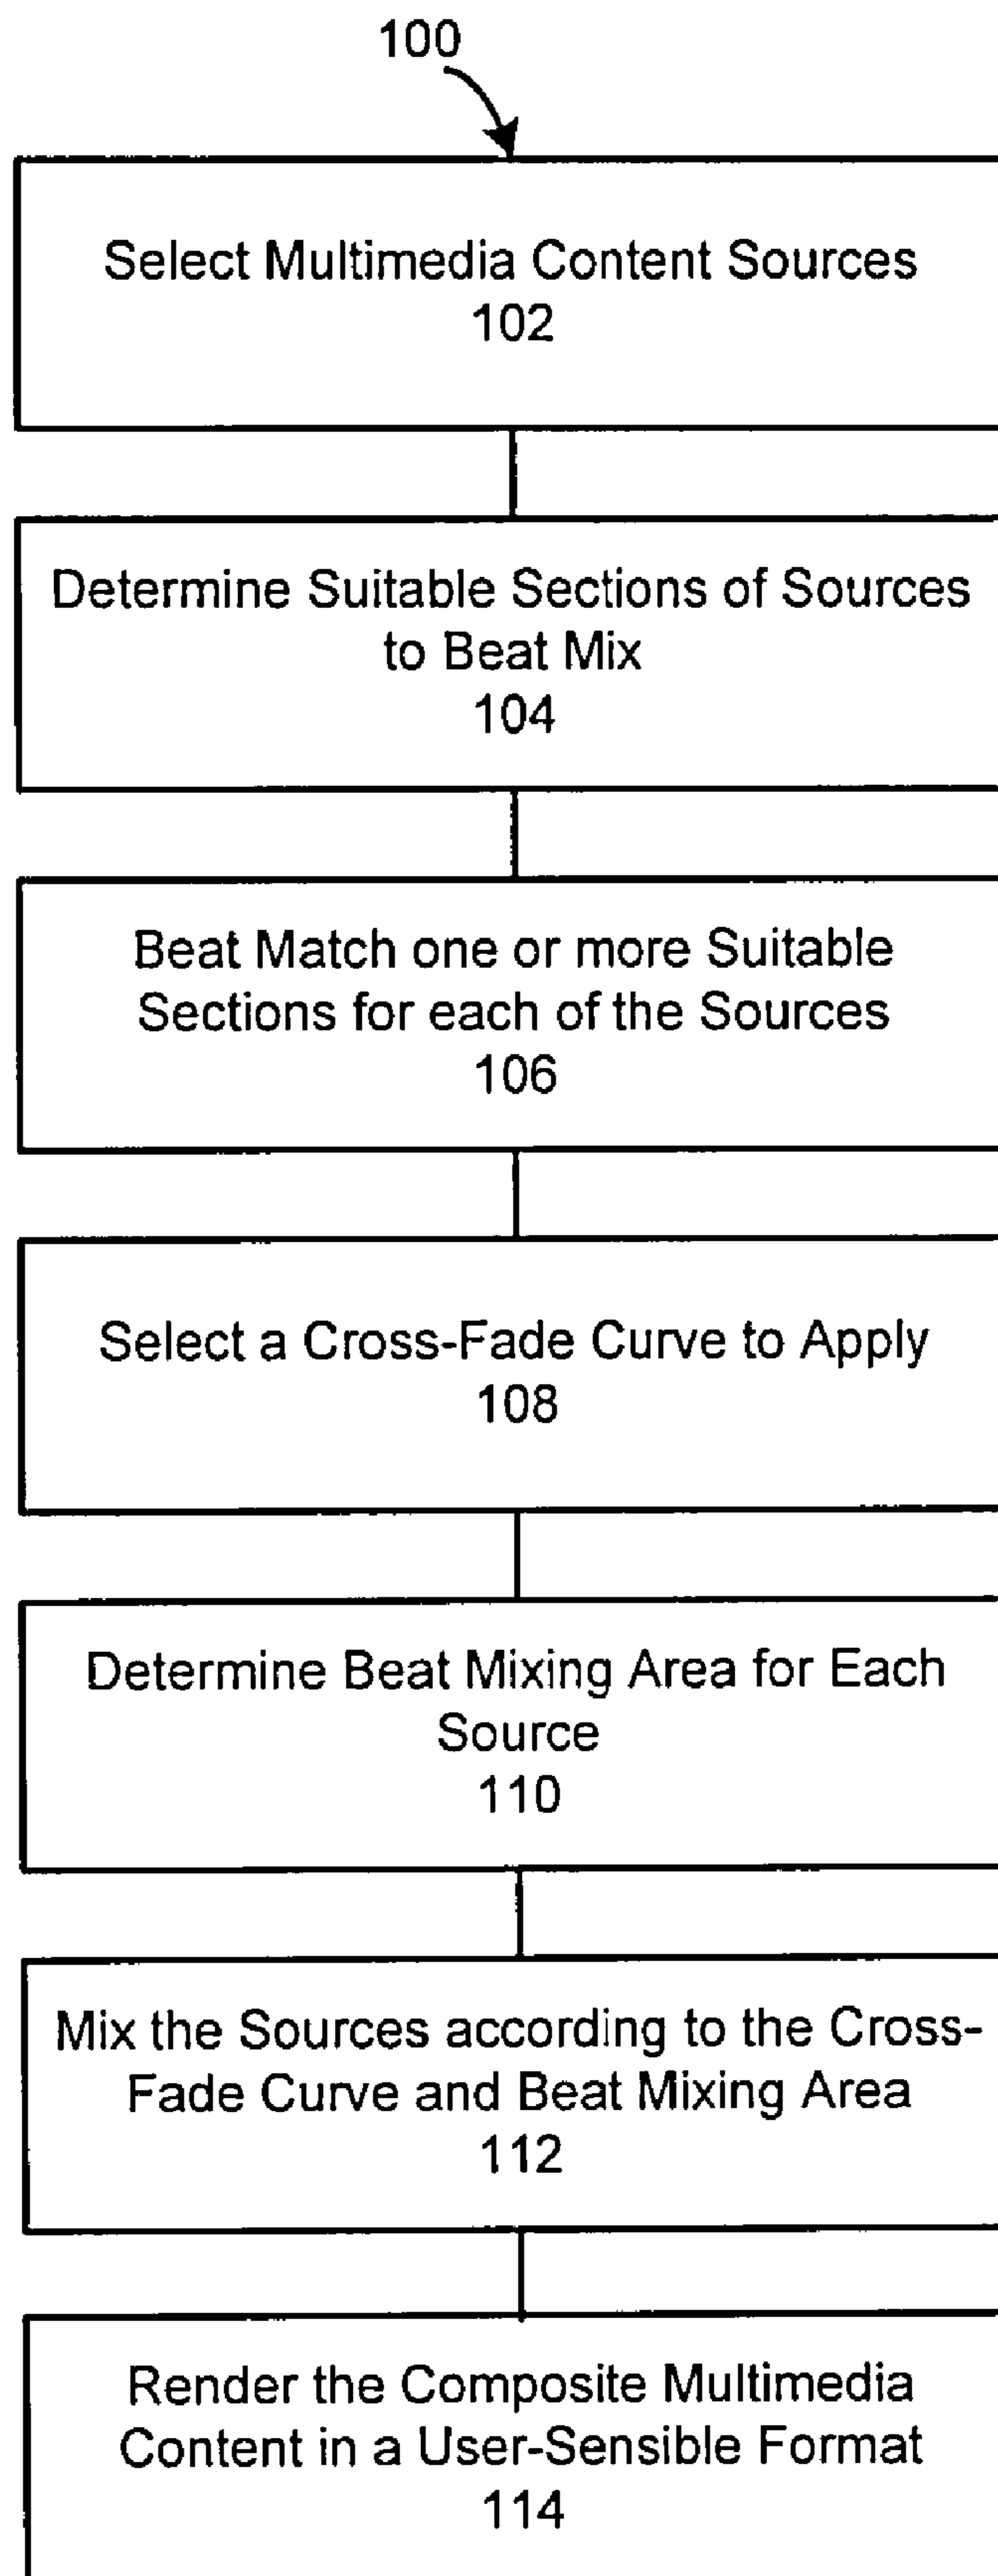 100
Select Multimedia Content Sources
102
Determine Suitable Sections of Sources
to Beat Mix
104
Beat Match one or more Suitable
Sections for each of the Sources
106
Select a Cross-Fade Curve to Apply
108
Determine Beat Mixing Area for Each
Source
110
Mix the Sources according to the Cross-
Fade Curve and Beat Mixing Area
112
Render the Composite Multimedia
Content in a User-Sensible Format
114